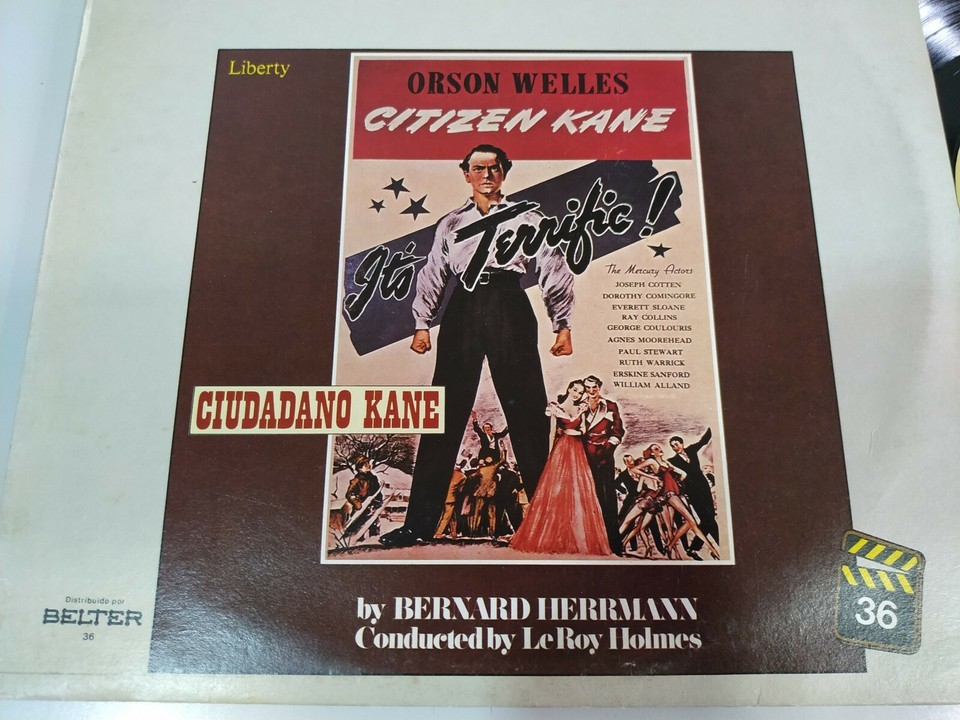 Liberty
ORSON WELLES
CITIZEN KANE
It's Terrific!
The Mercury Actors
JOSEPH COTTEN
DOROTHY COMINGORE
EVERETT SLOANE
RAY COLLINS
GEORGE COULOURIS
AGNES MOOREHEAD
PAUL STEWART
RUTH WARRICK
ERSKINE SANFORD
WILLIAM ALLAND
CIUDADANO KANE
by BERNARD HERRMANN
Conducted by LeRoy Holmes
Distribuido por
BELTER
36
36